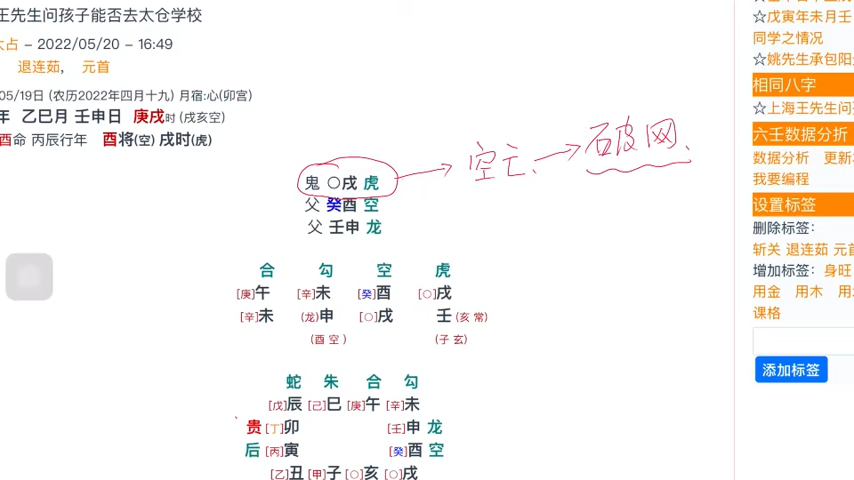 王先生问孩子能否去太仓学校
占 - 2022/05/20 - 16:49
退连茹, 元首
05/19日 (农历2022年四月十九) 月宿:心(卯宫)
年 乙巳月 壬申日 庚戌时 (戌亥空)
酉命 丙辰行年 酉将(空) 戌时(虎)
鬼 〇戌 虎
父 癸酉 空
父 壬申 龙
空亡、 破网、
合 勾 空 虎
[庚]午 [辛]未 [癸]酉 [〇]戌
[辛]未 (龙)申 [〇]戌 壬 (亥 常)
(酉 空 ) (子 玄)
蛇 朱 合 勾
[戊]辰 [己]巳 [庚]午 [辛]未
贵 [丁]卯 [壬]申 龙
后 [丙]寅 [癸]酉 空
[乙]丑 [甲]子 [〇]亥 [〇]戌
☆戊寅年未月壬
同学之情况
☆姚先生承包阳
相同八字
☆上海王先生问
六壬数据分析
数据分析 更新
我要编程
设置标签
删除标签:
斩关 退连茹 元首
增加标签: 身旺
用金 用木 用
课格
添加标签